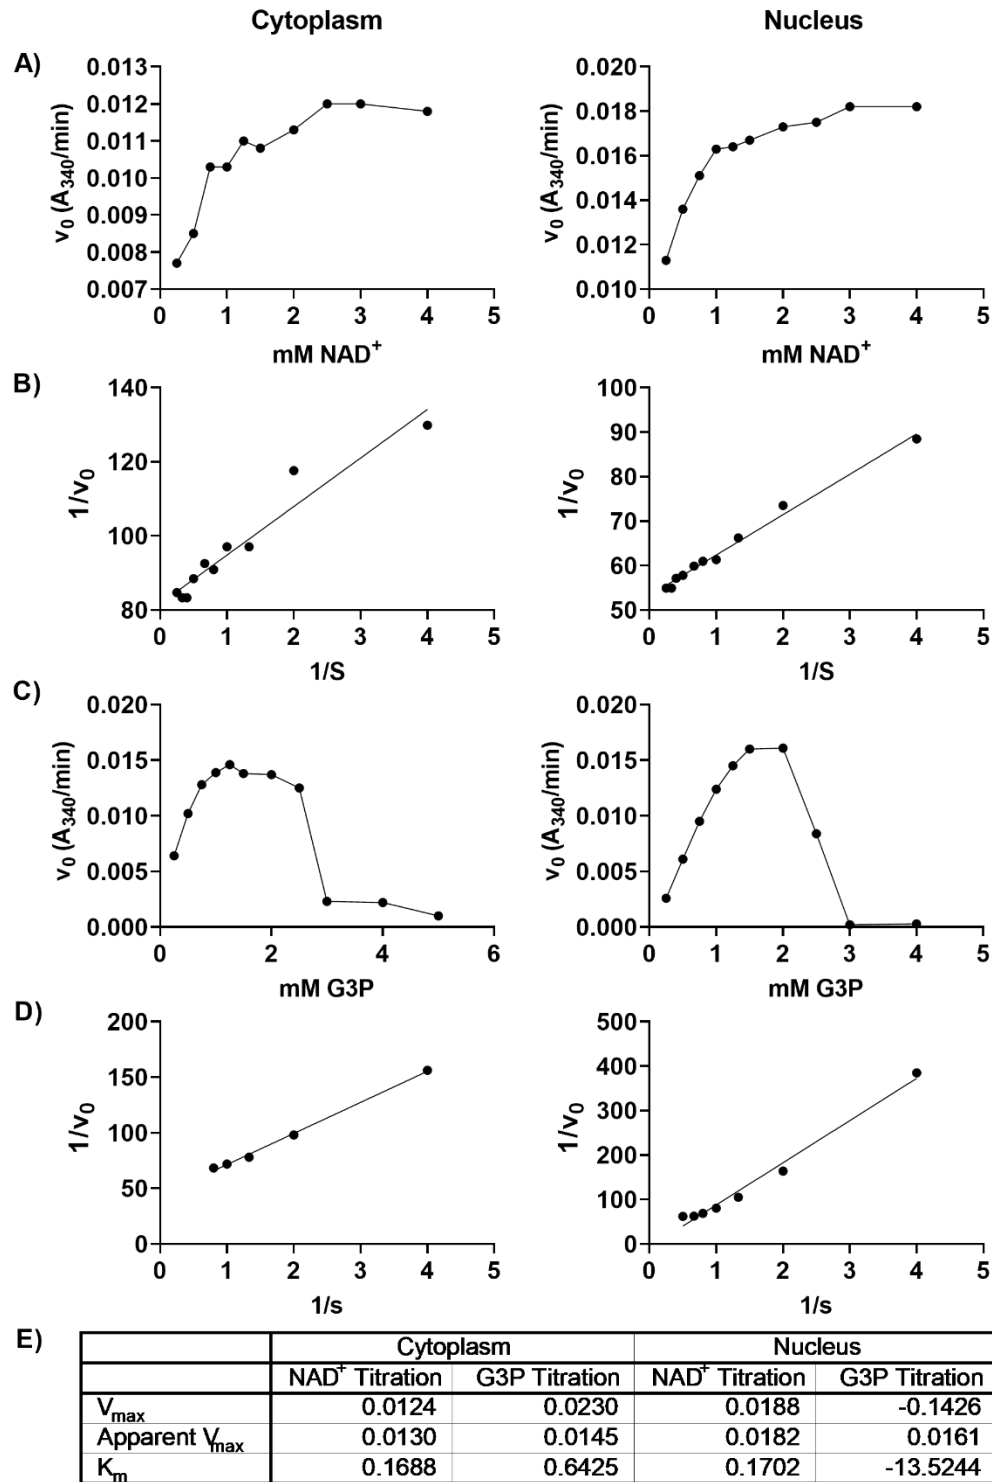 Cytoplasm Nucleus
A)
0.013 0.020
0.012 0.018
0.011
0.010 0.016
0.009 0.014
0.008 0.012
0.007 0.010
v₀ (A₃₄₀/min) v₀ (A₃₄₀/min)
0 1 2 3 4 5 0 1 2 3 4 5
mM NAD⁺ mM NAD⁺
B)
140 100
120 90
80
100 70
60
80 50
1/v₀ 1/v₀
0 1 2 3 4 5 0 1 2 3 4 5
1/S 1/S
C)
0.020 0.020
0.015 0.015
0.010 0.010
0.005 0.005
0.000 0.000
v₀ (A₃₄₀/min) v₀ (A₃₄₀/min)
0 2 4 6 0 1 2 3 4 5
mM G3P mM G3P
D)
200 500
150 400
300
100 200
50 100
0 0
1/v₀ 1/v₀
0 1 2 3 4 5 0 1 2 3 4 5
1/s 1/s
E)
Cytoplasm Nucleus
NAD⁺ Titration G3P Titration NAD⁺ Titration G3P Titration
Vmax 0.0124 0.0230 0.0188 -0.1426
Apparent Vmax 0.0130 0.0145 0.0182 0.0161
Km 0.1688 0.6425 0.1702 -13.5244